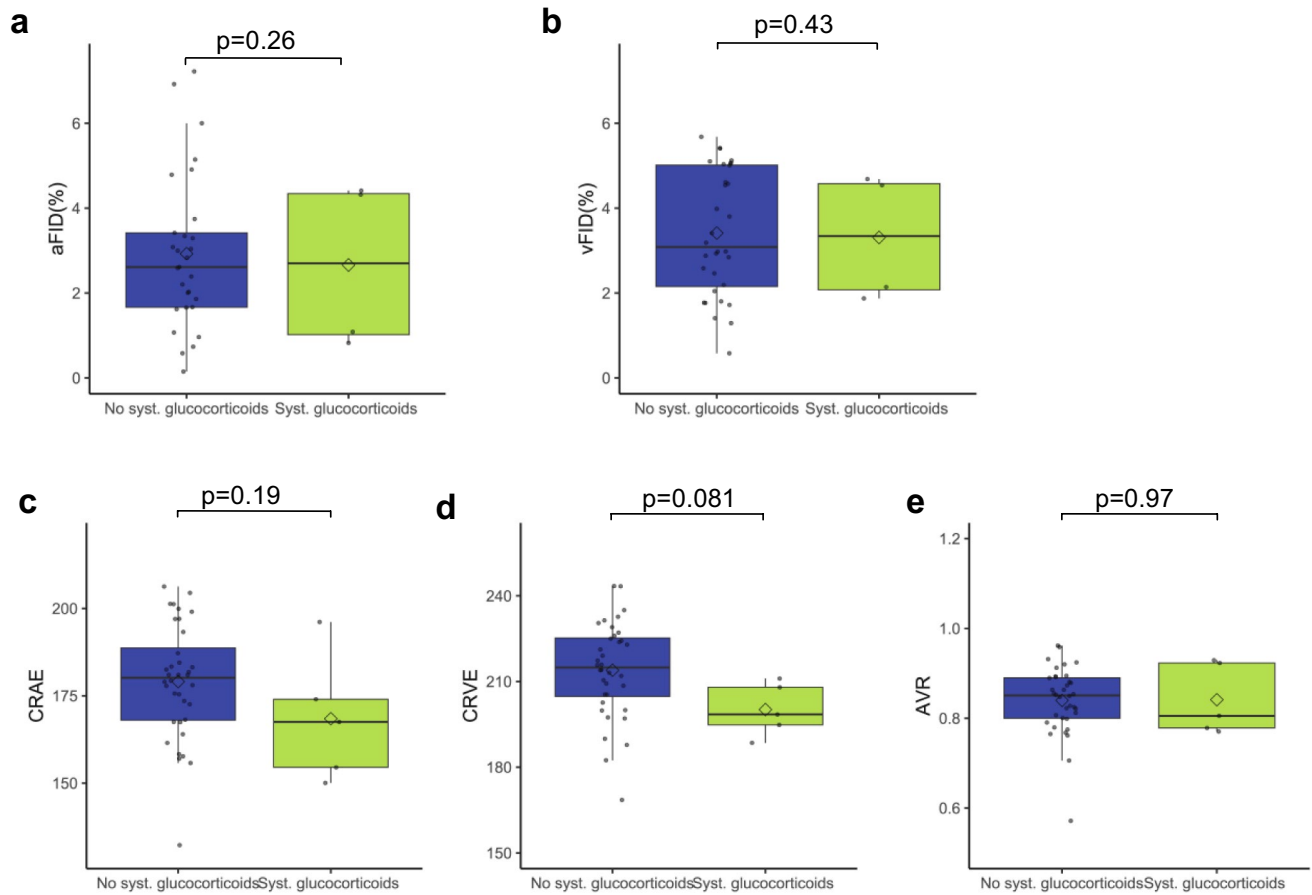 a
p=0.26
aFID(%)
6
4
2
0
No syst. glucocorticoids Syst. glucocorticoids
b
p=0.43
vFID(%)
6
4
2
0
No syst. glucocorticoids Syst. glucocorticoids
c
p=0.19
CRAE
200
175
150
No syst. glucocorticoidsSyst. glucocorticoids
d
p=0.081
CRVE
240
210
180
150
No syst. glucocorticoidsSyst. glucocorticoids
e
p=0.97
AVR
1.2
1.0
0.8
0.6
No syst. glucocorticoidsSyst. glucocorticoids